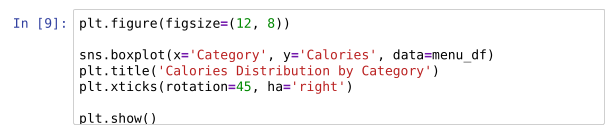 In [9]: plt.figure(figsize=(12, 8))
sns.boxplot(x='Category', y='Calories', data=menu_df)
plt.title('Calories Distribution by Category')
plt.xticks(rotation=45, ha='right')
plt.show()